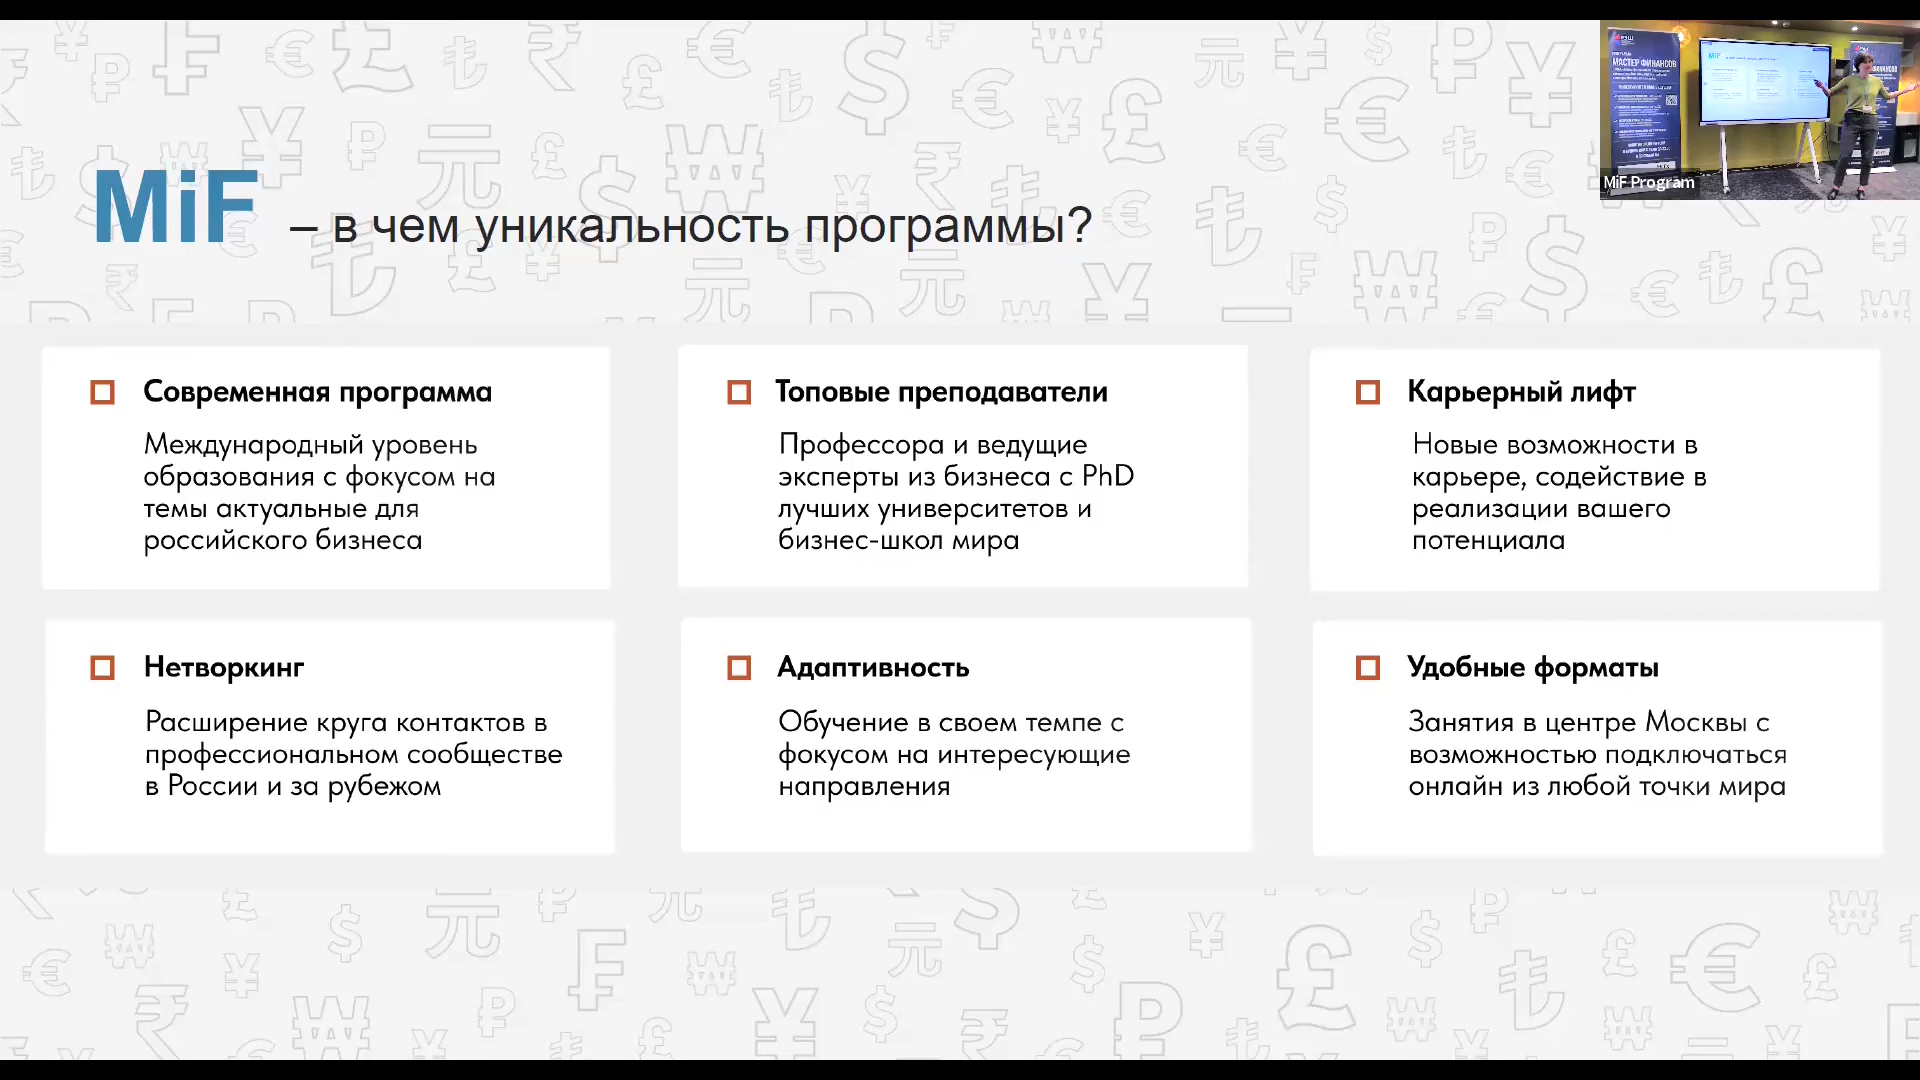 MiF – в чем уникальность программы?
МАСТЕР ФИНАНСОВ
MiF
MiF Program
Современная программа
Международный уровень
образования с фокусом на
темы актуальные для
российского бизнеса
Топовые преподаватели
Профессора и ведущие
эксперты из бизнеса с PhD
лучших университетов и
бизнес-школ мира
Карьерный лифт
Новые возможности в
карьере, содействие в
реализации вашего
потенциала
Нетворкинг
Расширение круга контактов в
профессиональном сообществе
в России и за рубежом
Адаптивность
Обучение в своем темпе с
фокусом на интересующие
направления
Удобные форматы
Занятия в центре Москвы с
возможностью подключаться
онлайн из любой точки мира